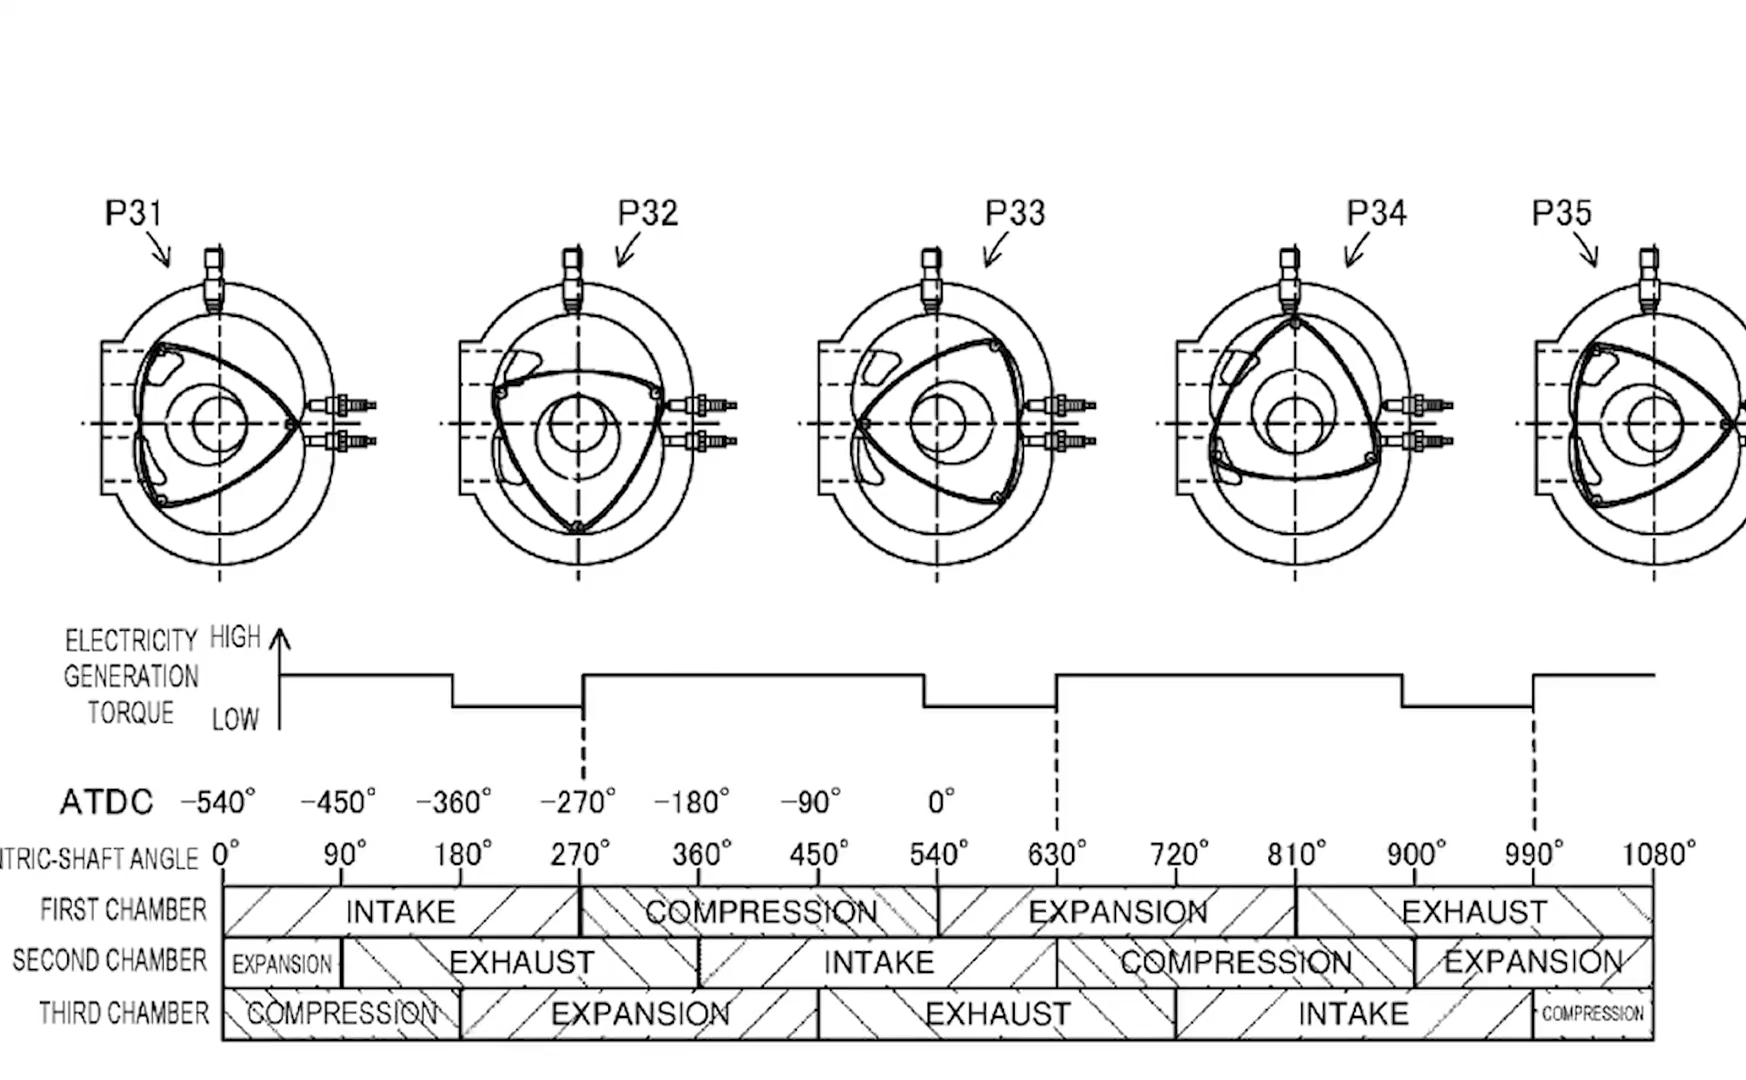 P31 P32 P33 P34 P35
ELECTRICITY HIGH
GENERATION
TORQUE LOW
ATDC −540° −450° −360° −270° −180° −90° 0°
NTRIC-SHAFT ANGLE 0° 90° 180° 270° 360° 450° 540° 630° 720° 810° 900° 990° 1080°
FIRST CHAMBER INTAKE COMPRESSION EXPANSION EXHAUST
SECOND CHAMBER EXPANSION EXHAUST INTAKE COMPRESSION EXPANSION
THIRD CHAMBER COMPRESSION EXPANSION EXHAUST INTAKE COMPRESSION